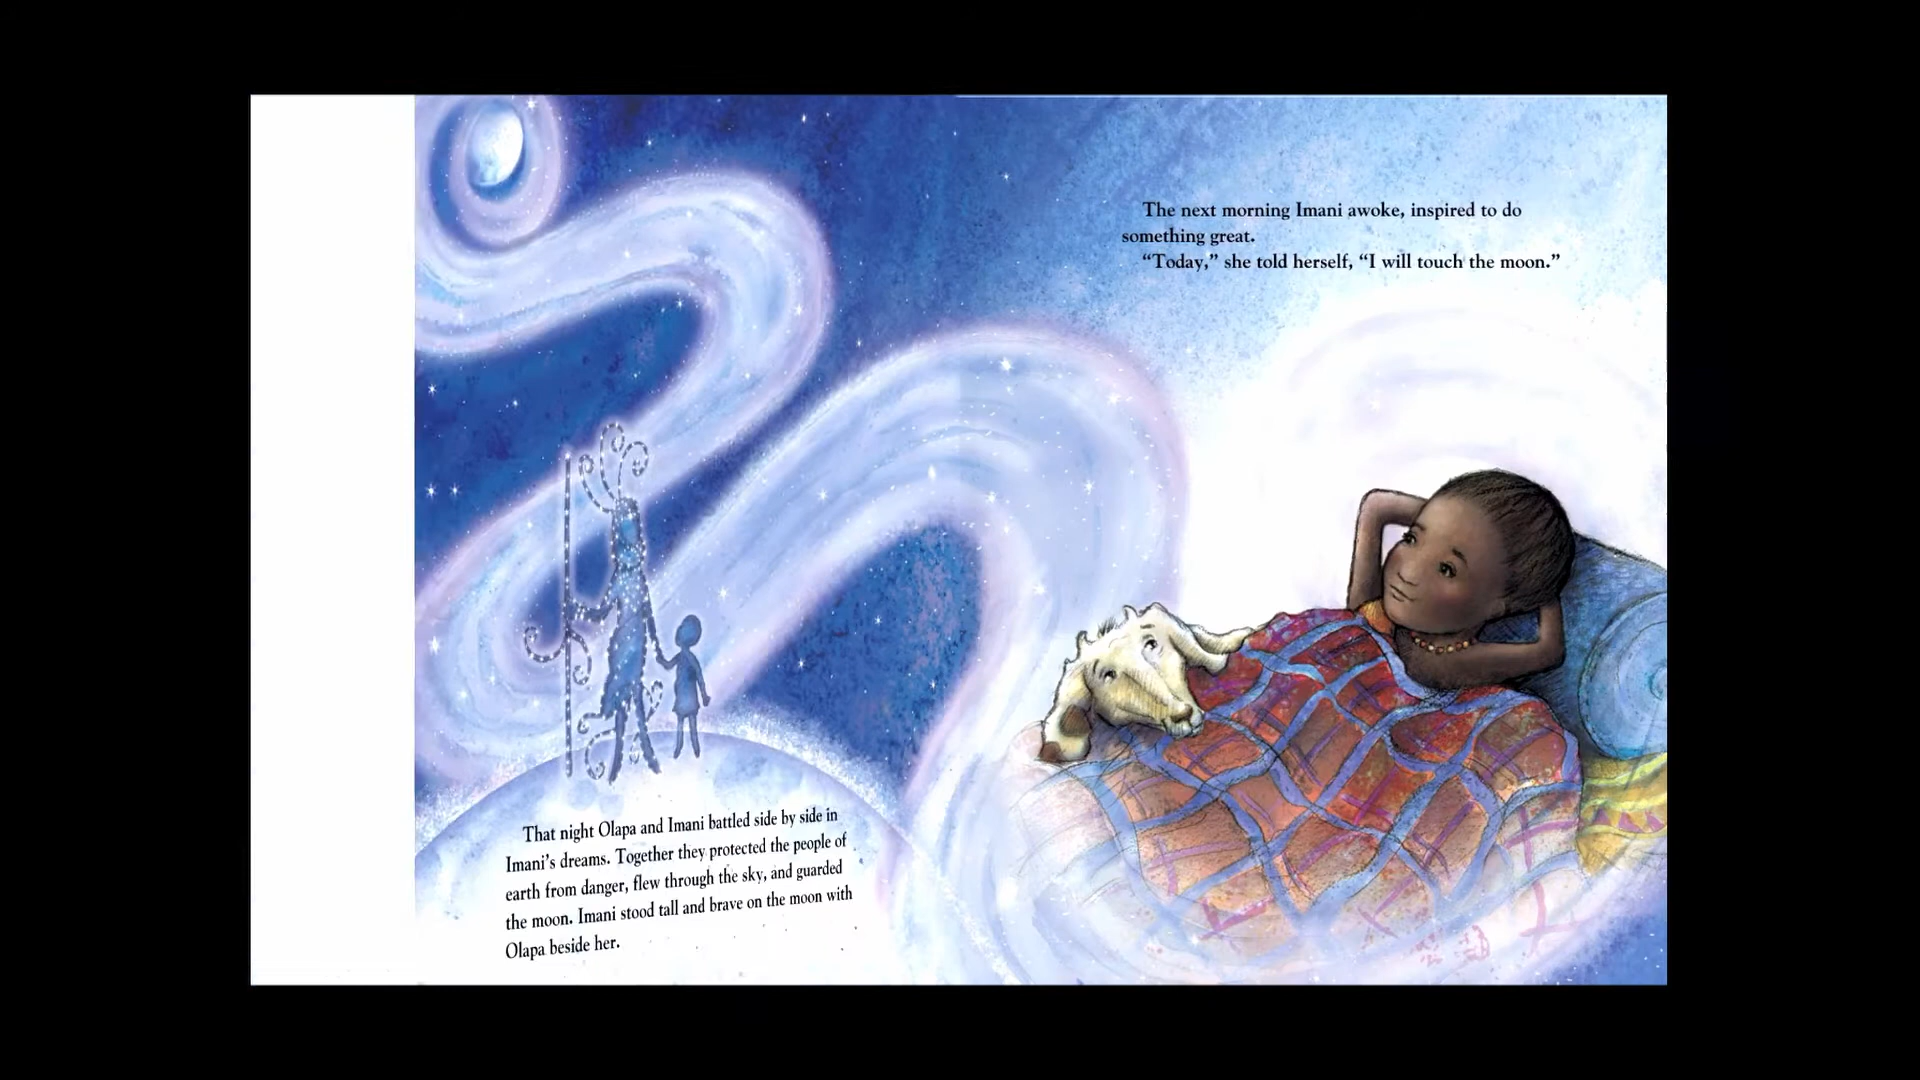 That night Olapa and Imani battled side by side in
Imani's dreams. Together they protected the people of
earth from danger, flew through the sky, and guarded
the moon. Imani stood tall and brave on the moon with
Olapa beside her.
The next morning Imani awoke, inspired to do
something great.
“Today,” she told herself, “I will touch the moon.”